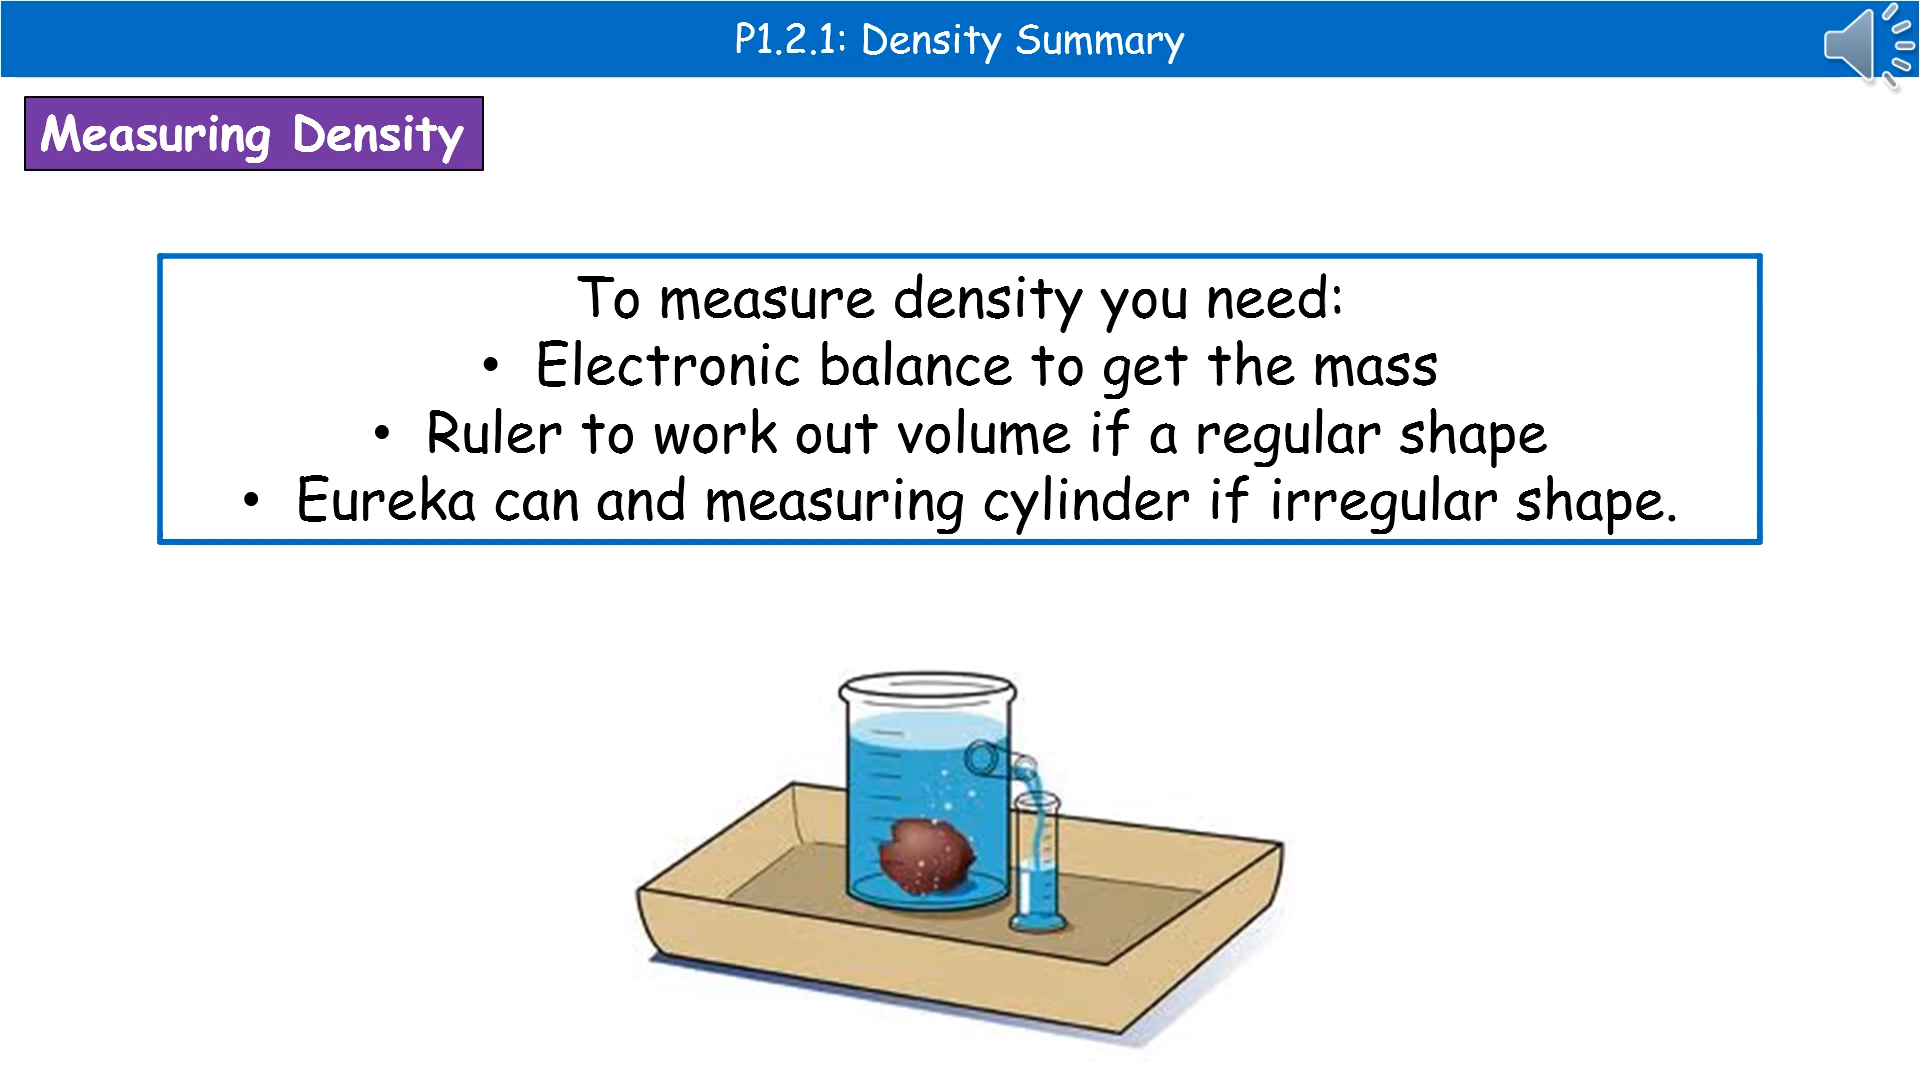 P1.2.1: Density Summary
Measuring Density
To measure density you need:
• Electronic balance to get the mass
• Ruler to work out volume if a regular shape
• Eureka can and measuring cylinder if irregular shape.